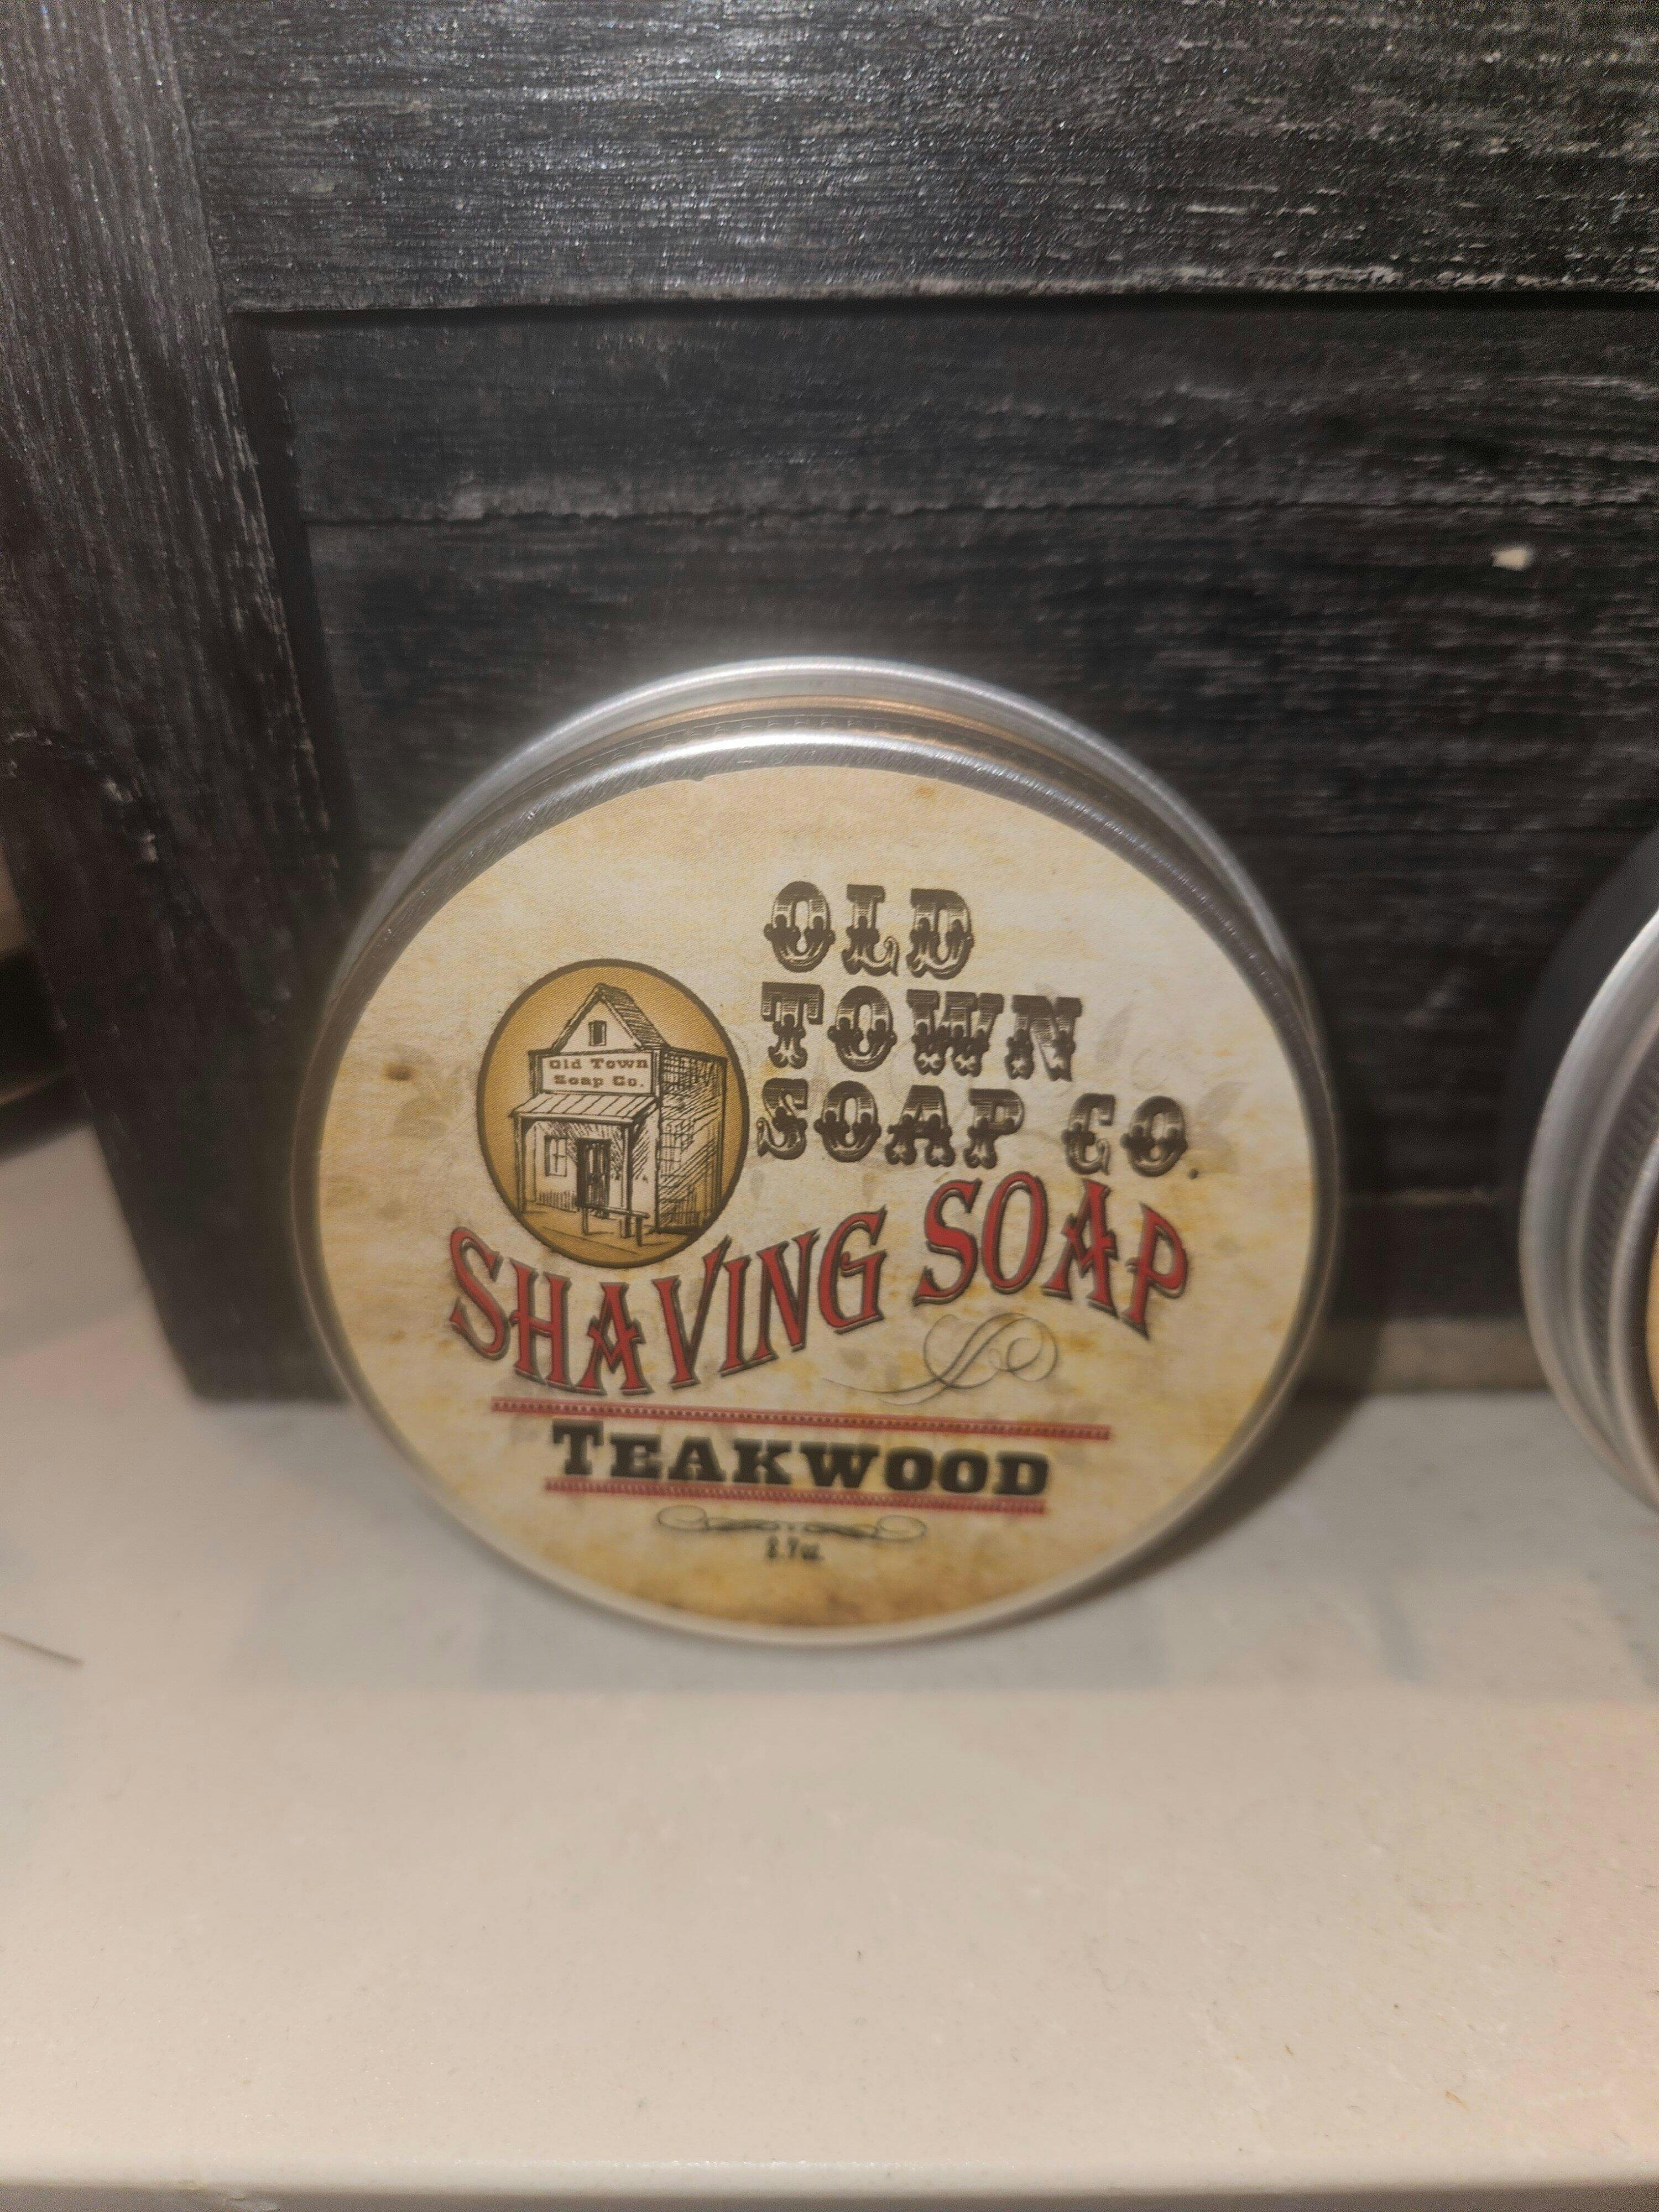 OLD
TOWN
SOAP CO.
Old Town
Soap Co.
SHAVING SOAP
TEAKWOOD